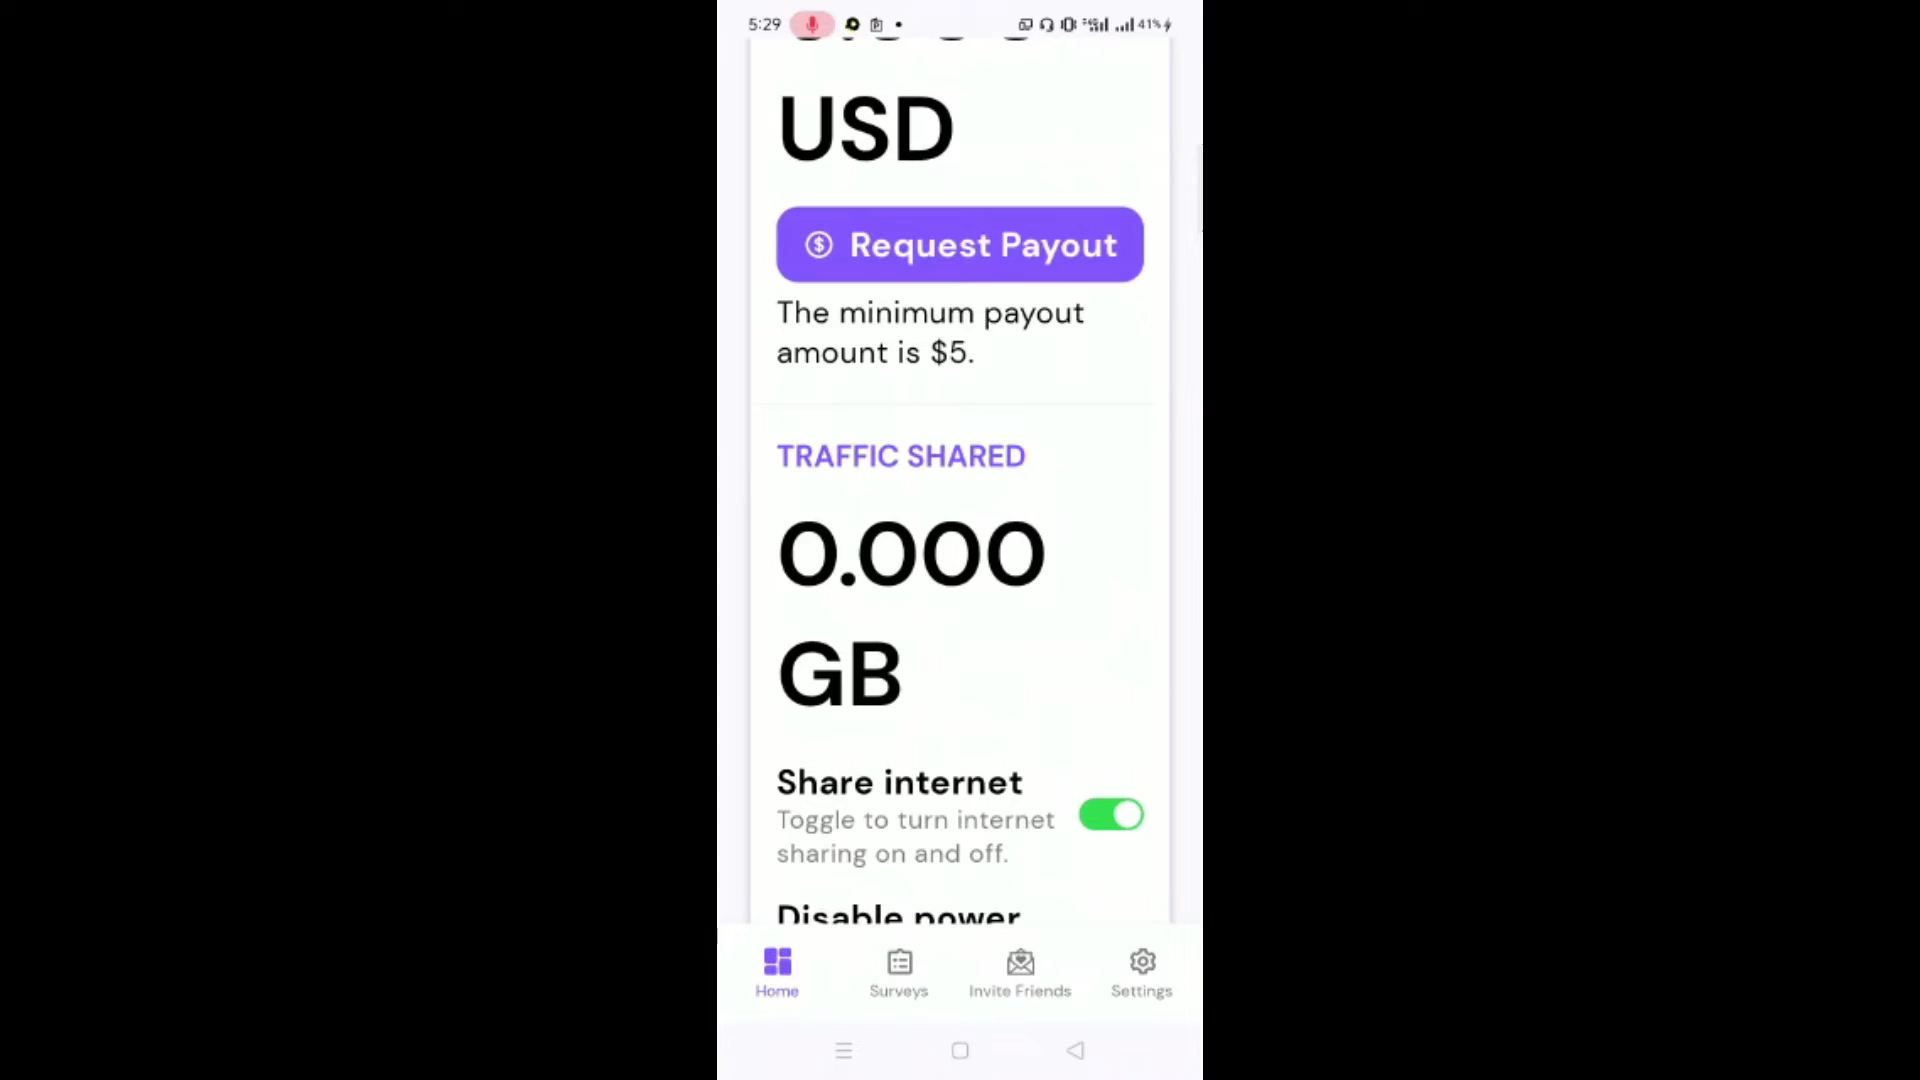 5:29
41%
USD
Request Payout
The minimum payout
amount is $5.
TRAFFIC SHARED
0.000
GB
Share internet
Toggle to turn internet
sharing on and off.
Disable power
Home
Surveys
Invite Friends
Settings